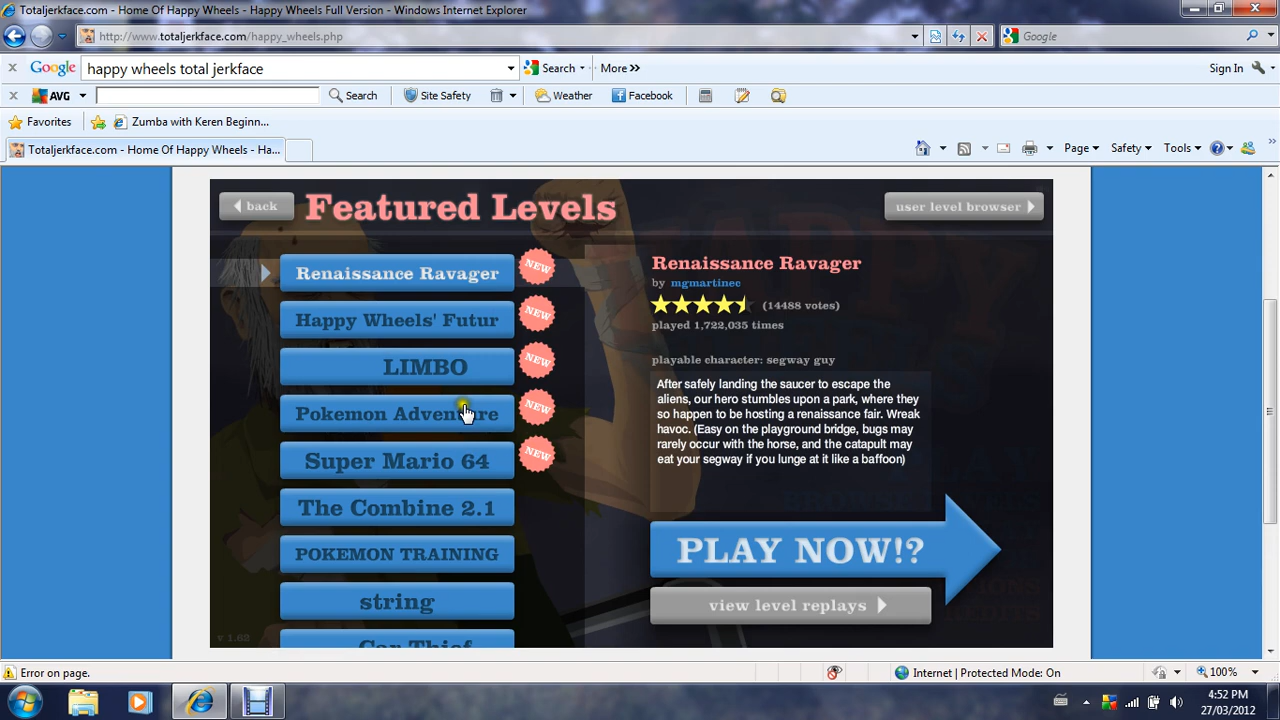 Totaljerkface.com - Home Of Happy Wheels - Happy Wheels Full Version - Windows Internet Explorer
http://www.totaljerkface.com/happy_wheels.php
Google
Google
happy wheels total jerkface
Search
More »
Sign In
AVG
Search
Site Safety
Weather
Facebook
Favorites
Zumba with Keren Beginn...
Totaljerkface.com - Home Of Happy Wheels - Ha...
Page
Safety
Tools
back
Featured Levels
user level browser
Renaissance Ravager
NEW
Happy Wheels' Futur
NEW
LIMBO
NEW
Pokemon Adventure
NEW
Super Mario 64
NEW
The Combine 2.1
POKEMON TRAINING
string
Car Thief
v 1.62
Renaissance Ravager
by mgmartinec
(14488 votes)
played 1,722,035 times
playable character: segway guy
After safely landing the saucer to escape the
aliens, our hero stumbles upon a park, where they
so happen to be hosting a renaissance fair. Wreak
havoc. (Easy on the playground bridge, bugs may
rarely occur with the horse, and the catapult may
eat your segway if you lunge at it like a baffoon)
PLAY NOW!?
view level replays
Error on page.
Internet | Protected Mode: On
100%
4:52 PM
27/03/2012